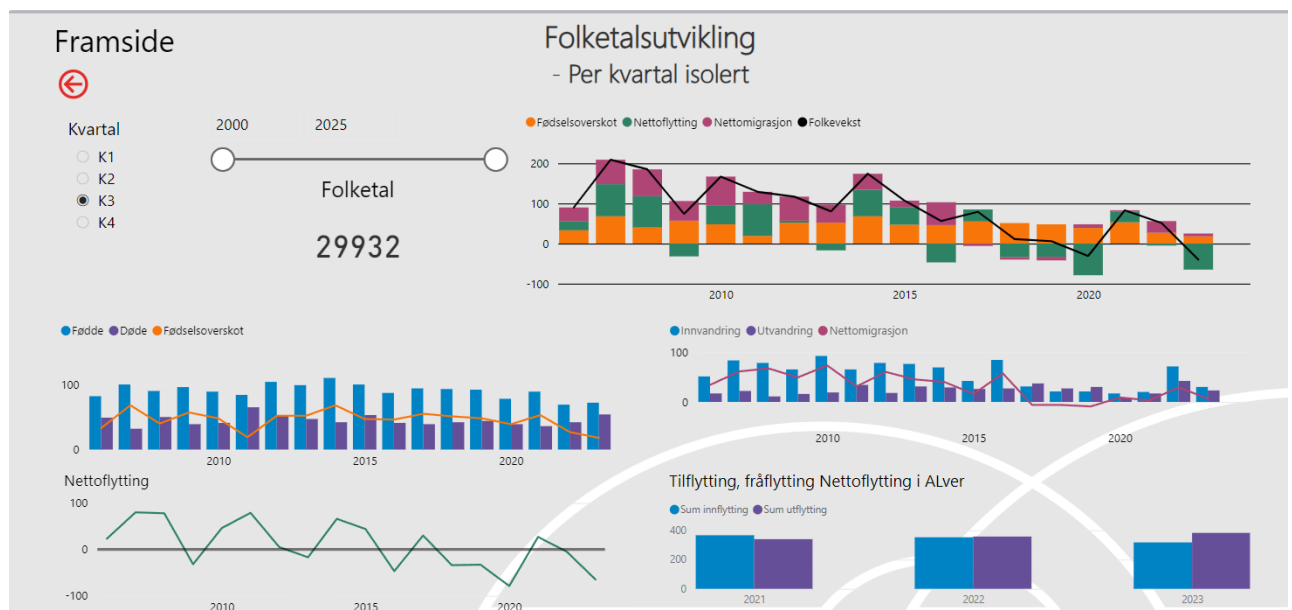 Framside
Folketalsutvikling
- Per kvartal isolert
Kvartal
K1
K2
K3
K4
2000 2025
Folketal
29932
Fødselsoverskot Nettoflytting Nettomigrasjon Folkevekst
200
100
0
-100
2010 2015 2020
Fødde Døde Fødselsoverskot
100
0
2010 2015 2020
Innvandring Utvandring Nettomigrasjon
100
0
2010 2015 2020
Nettoflytting
100
0
-100
2010 2015 2020
Tilflytting, fråflytting Nettoflytting i ALver
Sum innflytting Sum utflytting
400
200
0
2021 2022 2023